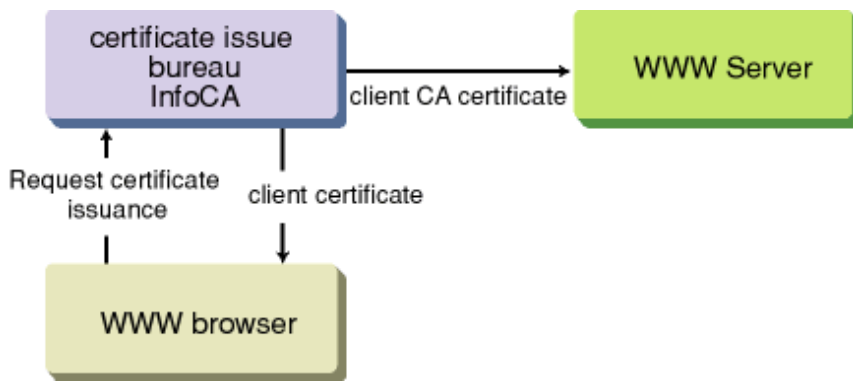 certificate issue
bureau
InfoCA
client CA certificate
WWW Server
Request certificate
issuance
client certificate
WWW browser